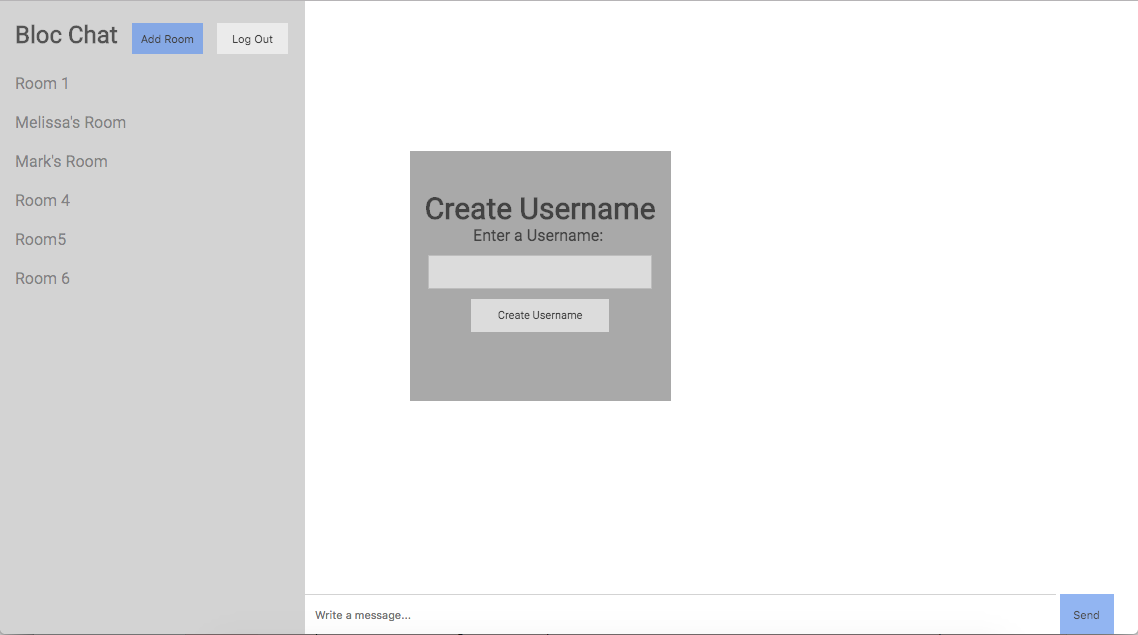 Bloc Chat
Add Room
Log Out
Room 1
Melissa's Room
Mark's Room
Room 4
Room5
Room 6
Create Username
Enter a Username:
Create Username
Write a message...
Send